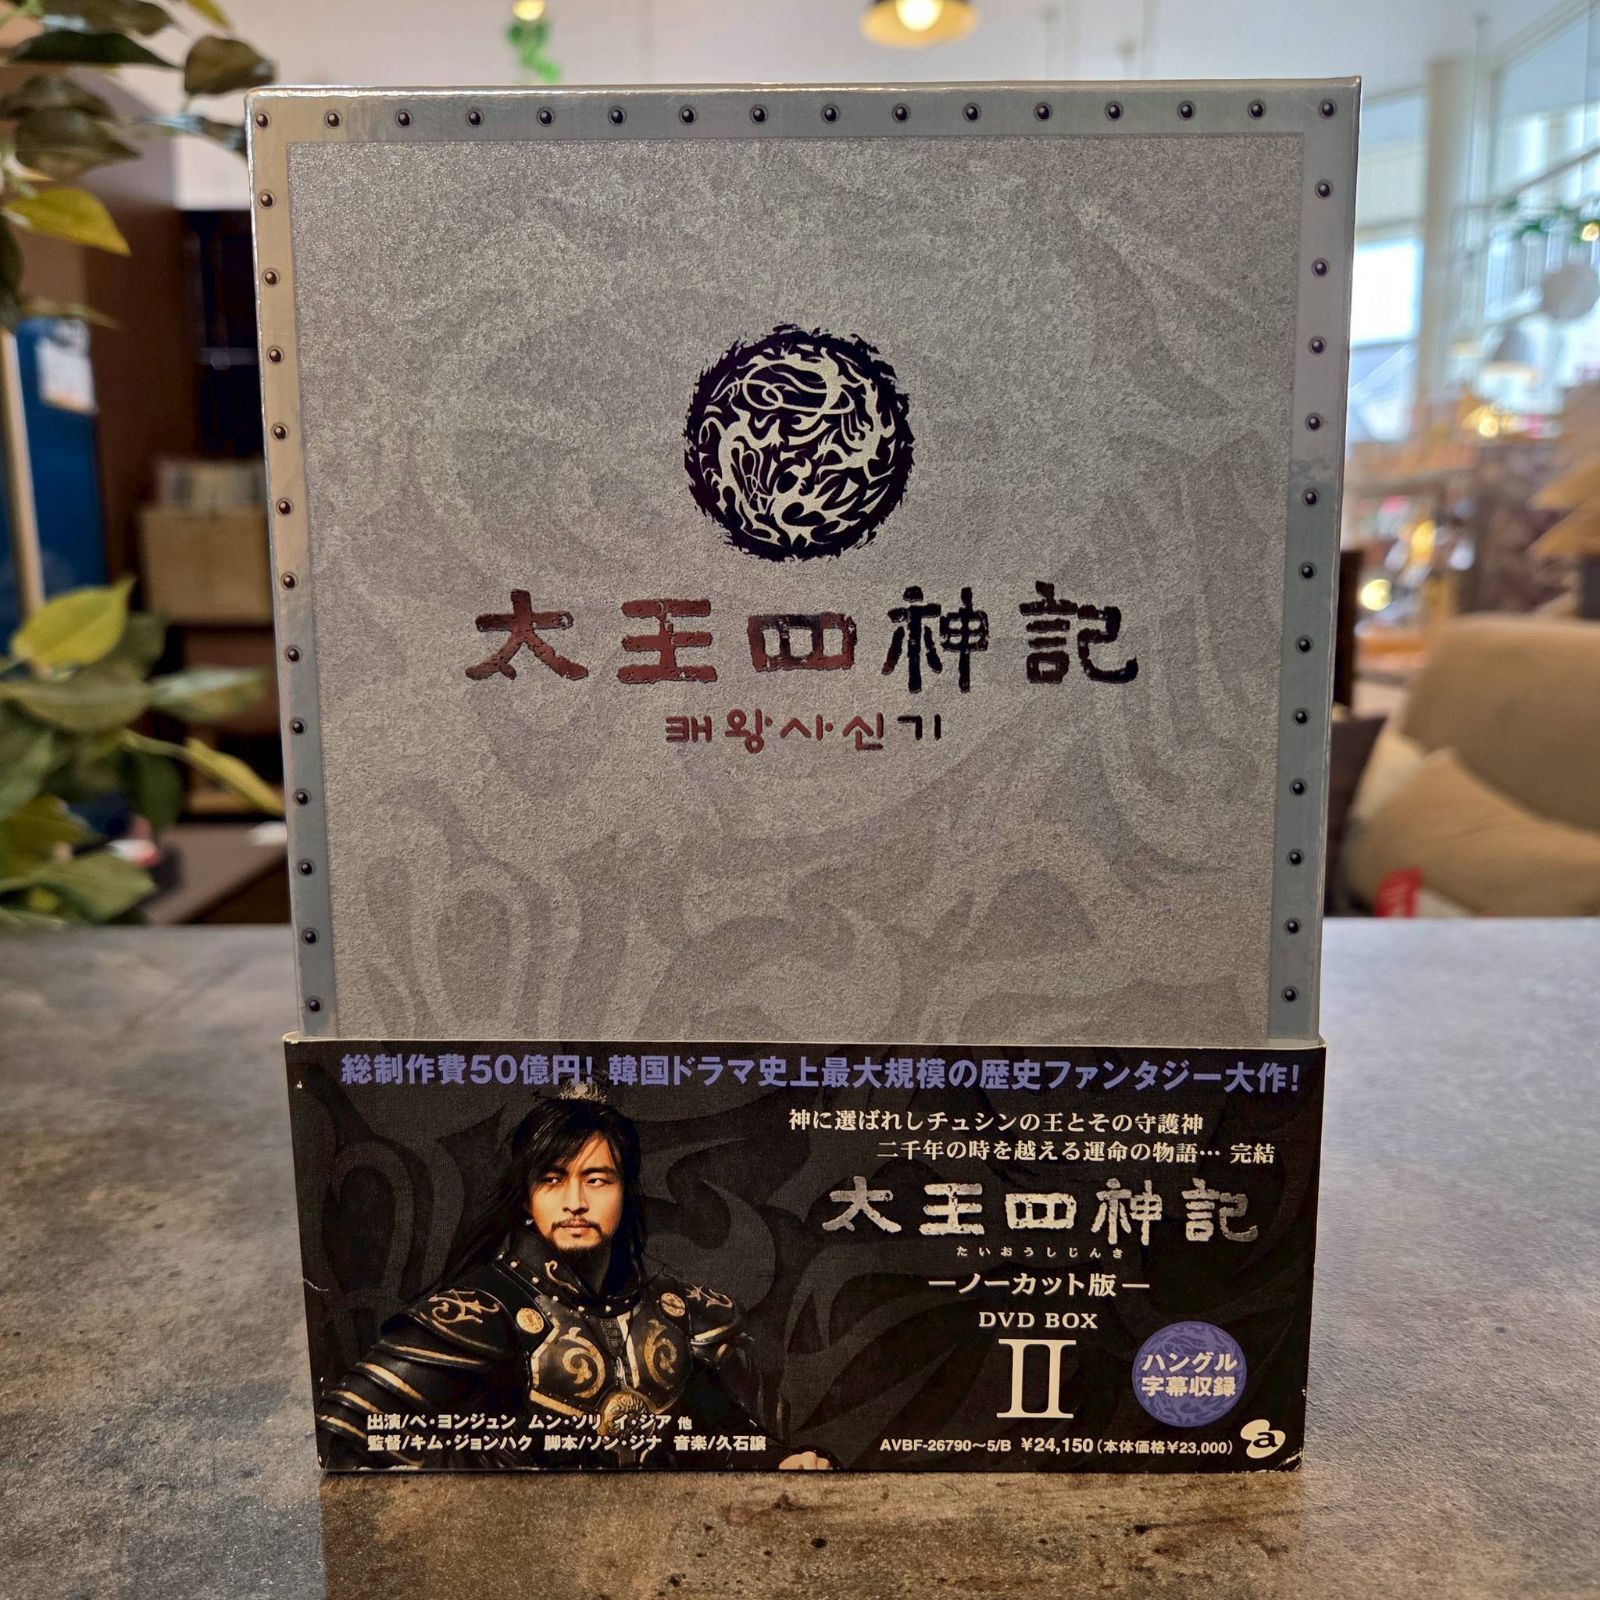 太王四神記
태왕사신기
総制作費50億円! 韓国ドラマ史上最大規模の歴史ファンタジー大作!
神に選ばれしチュシンの王とその守護神
二千年の時を越える運命の物語… 完結
太王四神記
たいおうしじんき
―ノーカット版―
DVD BOX
II
ハングル
字幕収録
出演/ペ・ヨンジュン ムン・ソリ イ・ジア 他
監督/キム・ジョンハク 脚本/ソン・ジナ 音楽/久石譲
AVBF-26790~5/B ¥24,150(本体価格¥23,000)
a